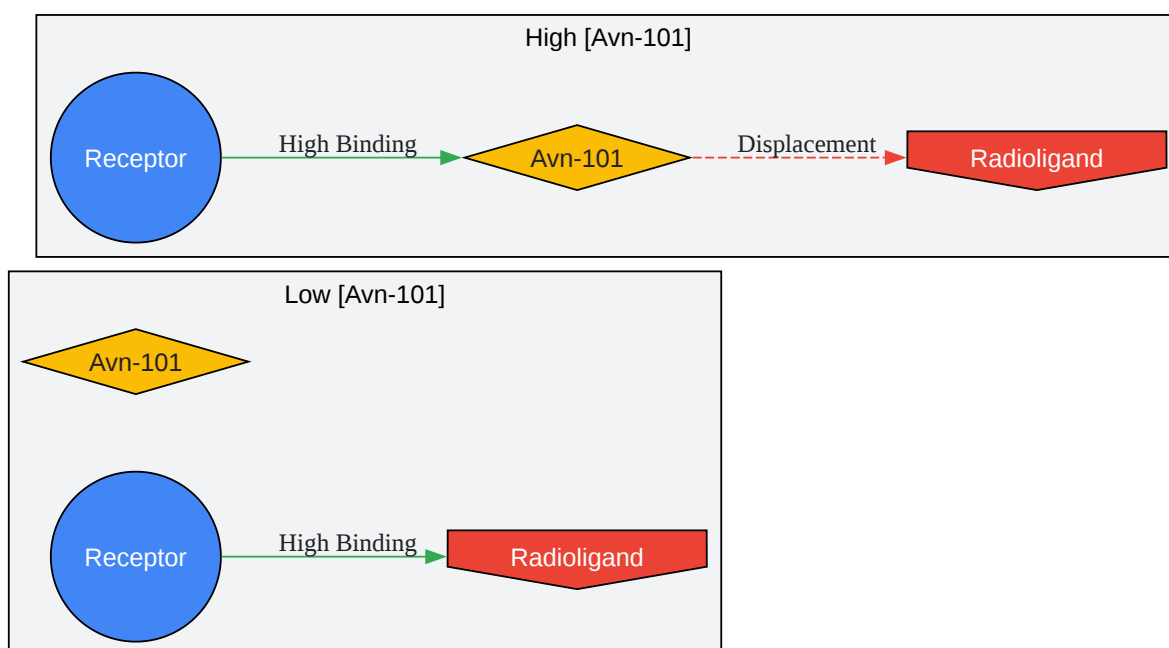 High [Avn-101]
Receptor
High Binding
Avn-101
Displacement
Radioligand
Low [Avn-101]
Avn-101
Receptor
High Binding
Radioligand